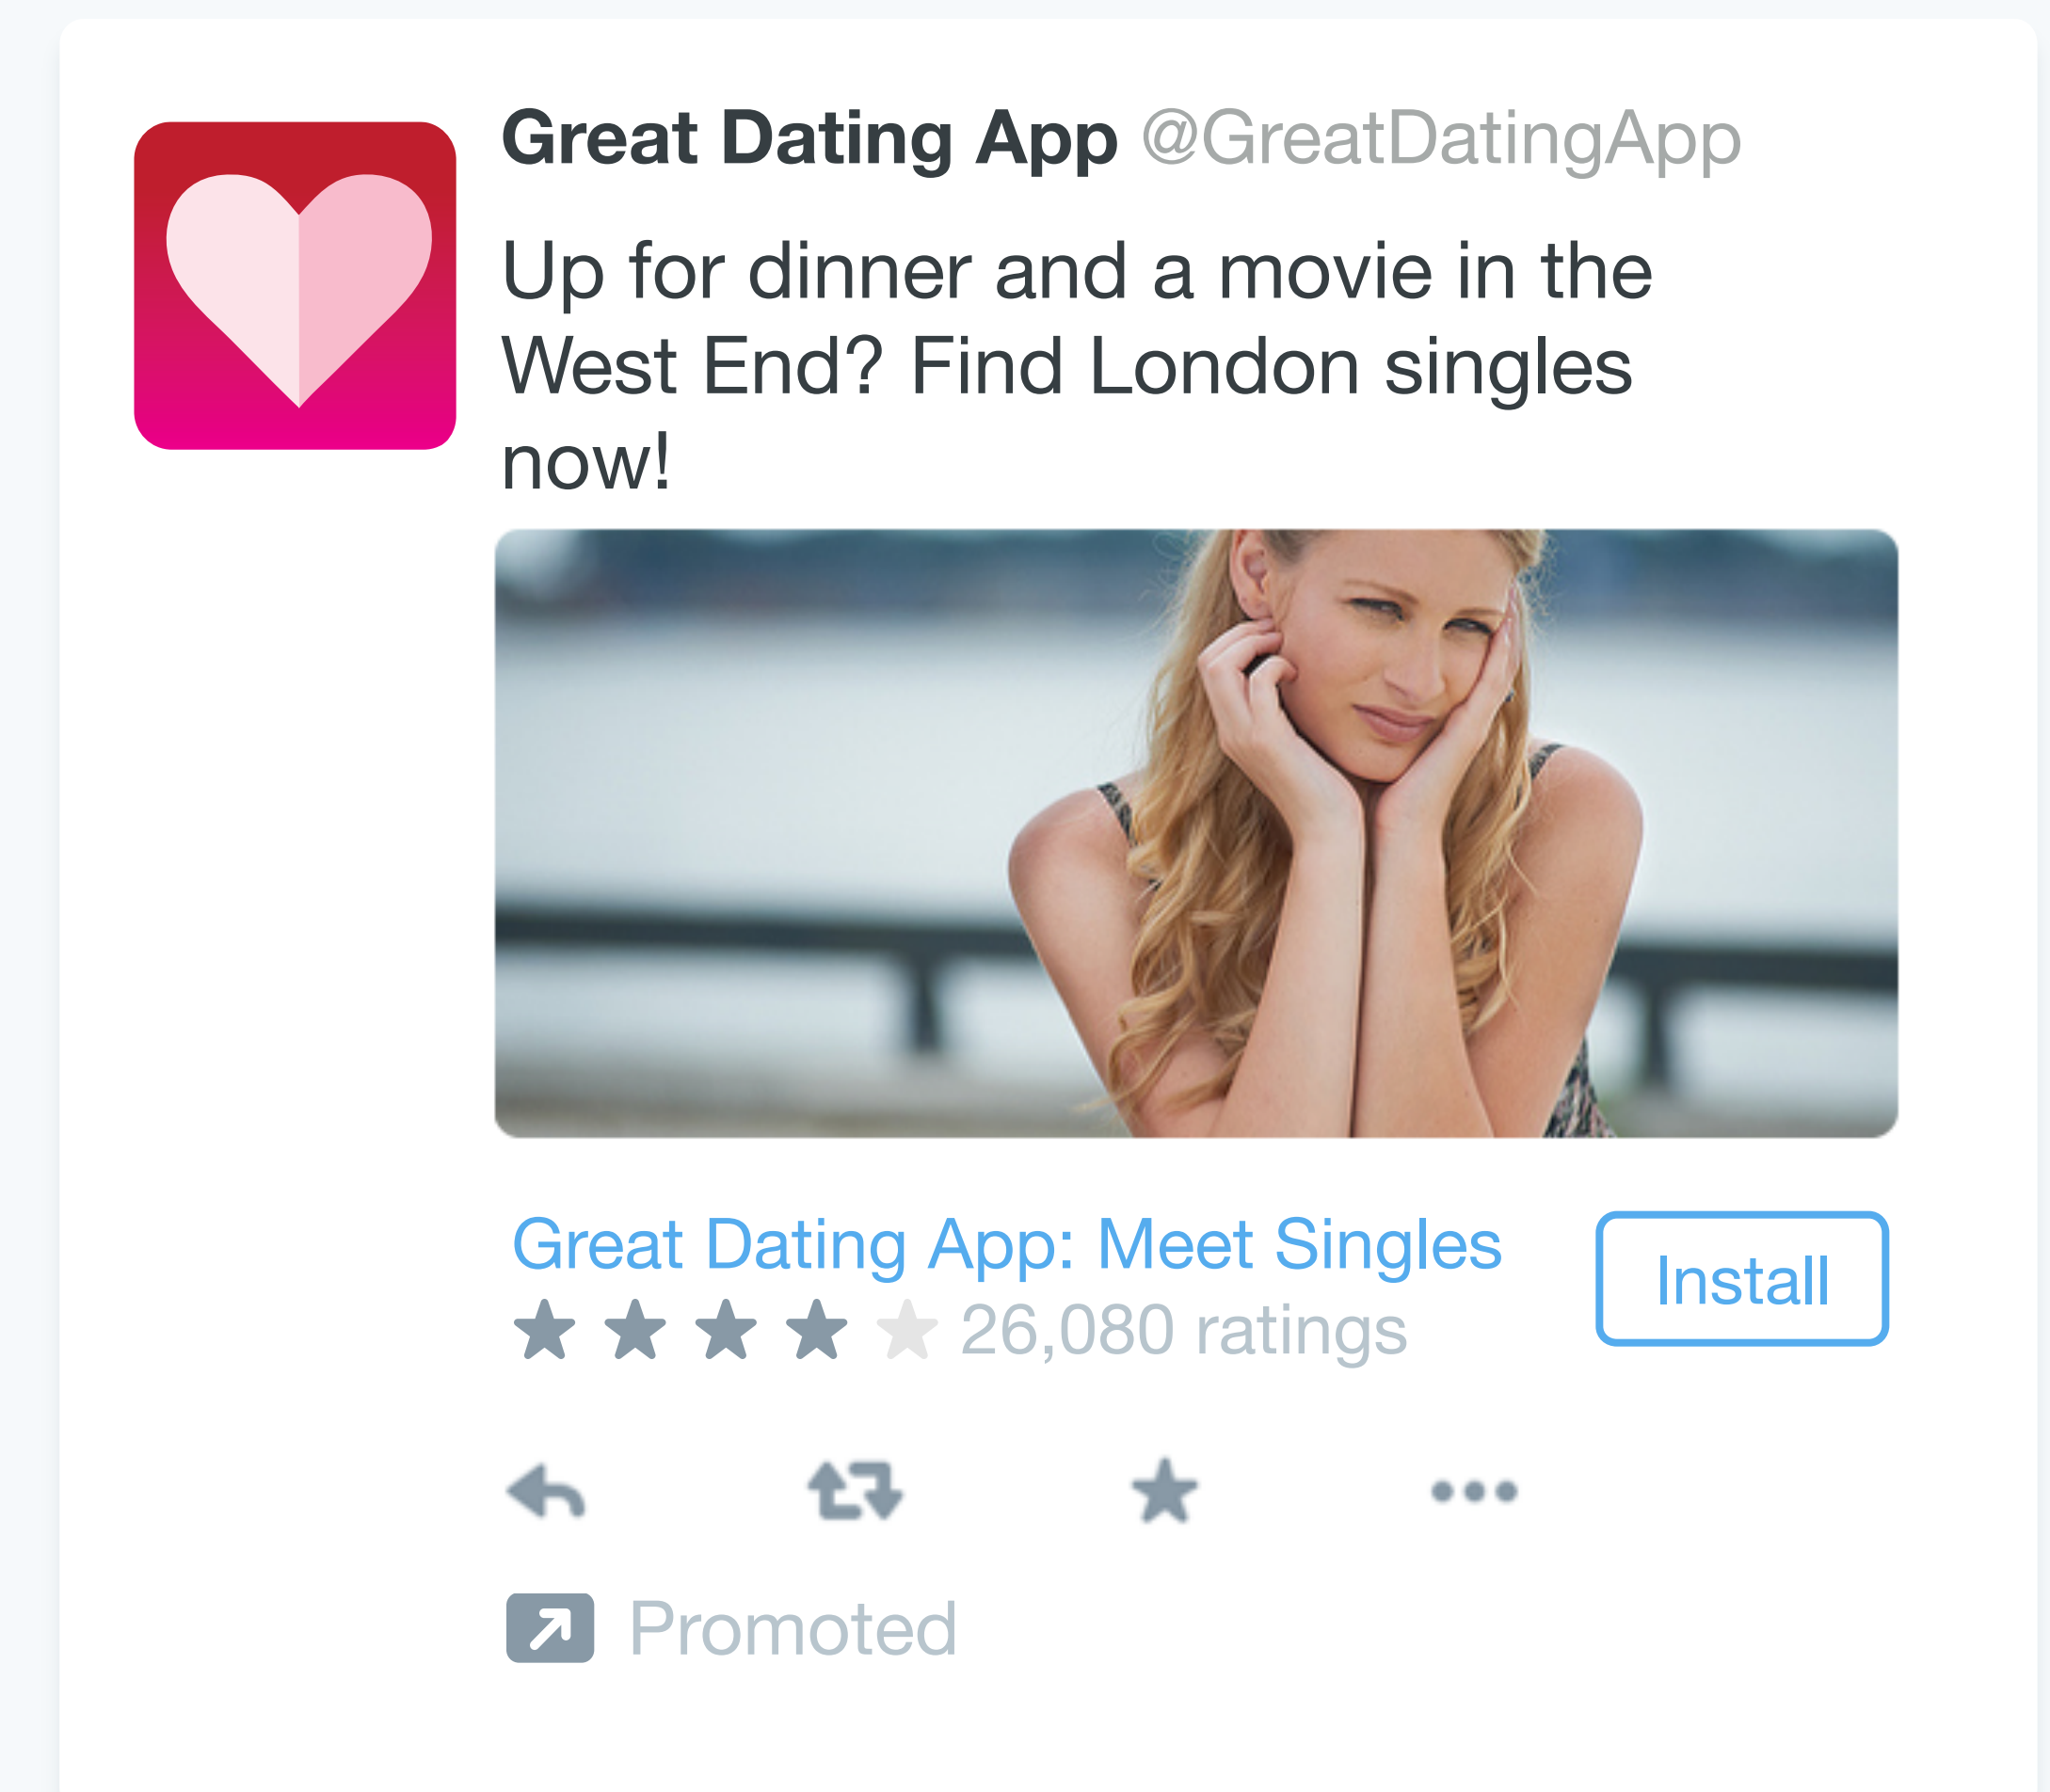 Great Dating App @GreatDatingApp
Up for dinner and a movie in the
West End? Find London singles
now!
Great Dating App: Meet Singles
Install
26,080 ratings
Promoted